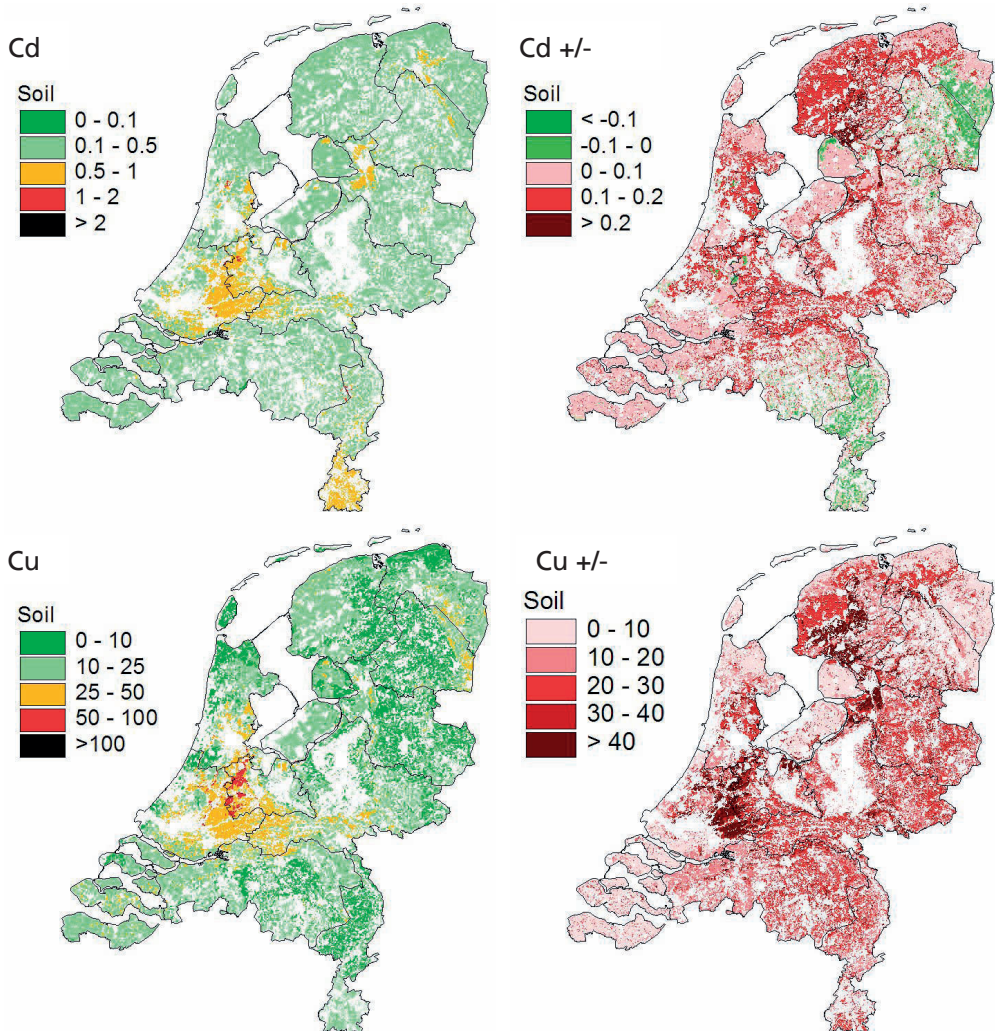 Cd
Soil
0 - 0.1
0.1 - 0.5
0.5 - 1
1 - 2
> 2
Cd +/-
Soil
< -0.1
-0.1 - 0
0 - 0.1
0.1 - 0.2
> 0.2
Cu
Soil
0 - 10
10 - 25
25 - 50
50 - 100
>100
Cu +/-
Soil
0 - 10
10 - 20
20 - 30
30 - 40
> 40